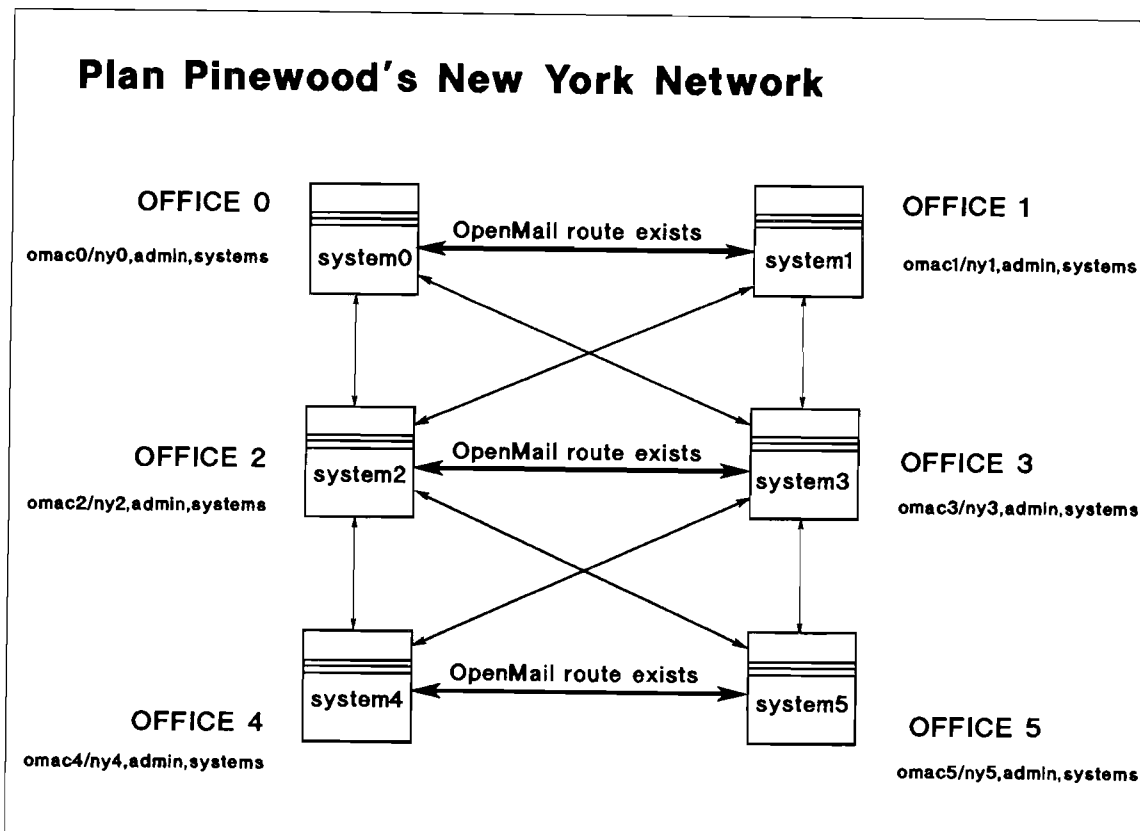 Plan Pinewood's New York Network
OFFICE 0
omac0/ny0,admin,systems
system0
OpenMail route exists
system1
OFFICE 1
omac1/ny1,admin,systems
OFFICE 2
omac2/ny2,admin,systems
system2
OpenMail route exists
system3
OFFICE 3
omac3/ny3,admin,systems
OFFICE 4
omac4/ny4,admin,systems
system4
OpenMail route exists
system5
OFFICE 5
omac5/ny5,admin,systems